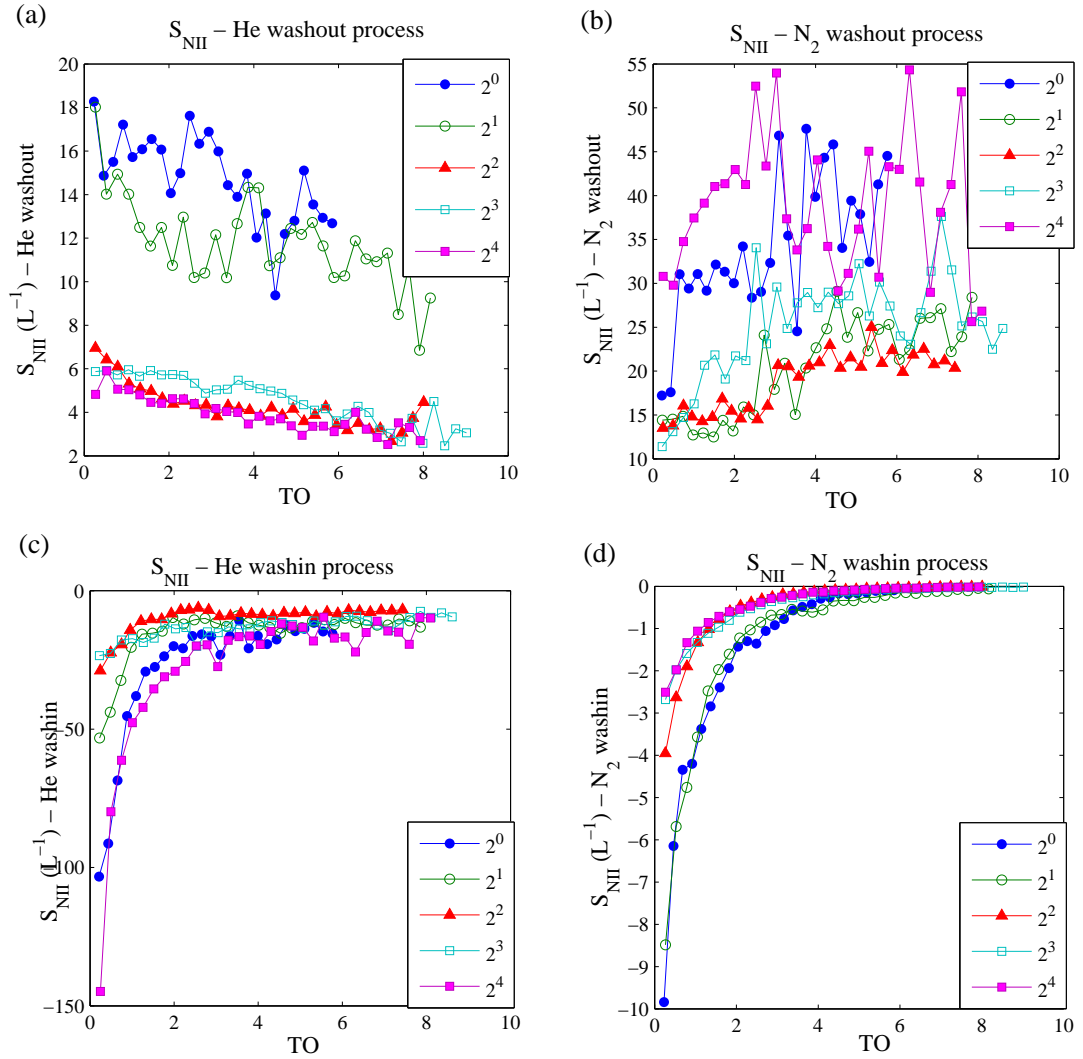 (a)
S_NII – He washout process
20
18
16
14
12
10
8
6
4
2
S_NII (L^−1) – He washout
0 2 4 6 8 10
TO
2^0
2^1
2^2
2^3
2^4
(b)
S_NII – N_2 washout process
55
50
45
40
35
30
25
20
15
10
S_NII (L^−1) – N_2 washout
0 2 4 6 8 10
TO
2^0
2^1
2^2
2^3
2^4
(c)
S_NII – He washin process
0
−50
−100
−150
S_NII (L^−1) – He washin
0 2 4 6 8 10
TO
2^0
2^1
2^2
2^3
2^4
(d)
S_NII – N_2 washin process
0
−1
−2
−3
−4
−5
−6
−7
−8
−9
−10
S_NII (L^−1) – N_2 washin
0 2 4 6 8 10
TO
2^0
2^1
2^2
2^3
2^4